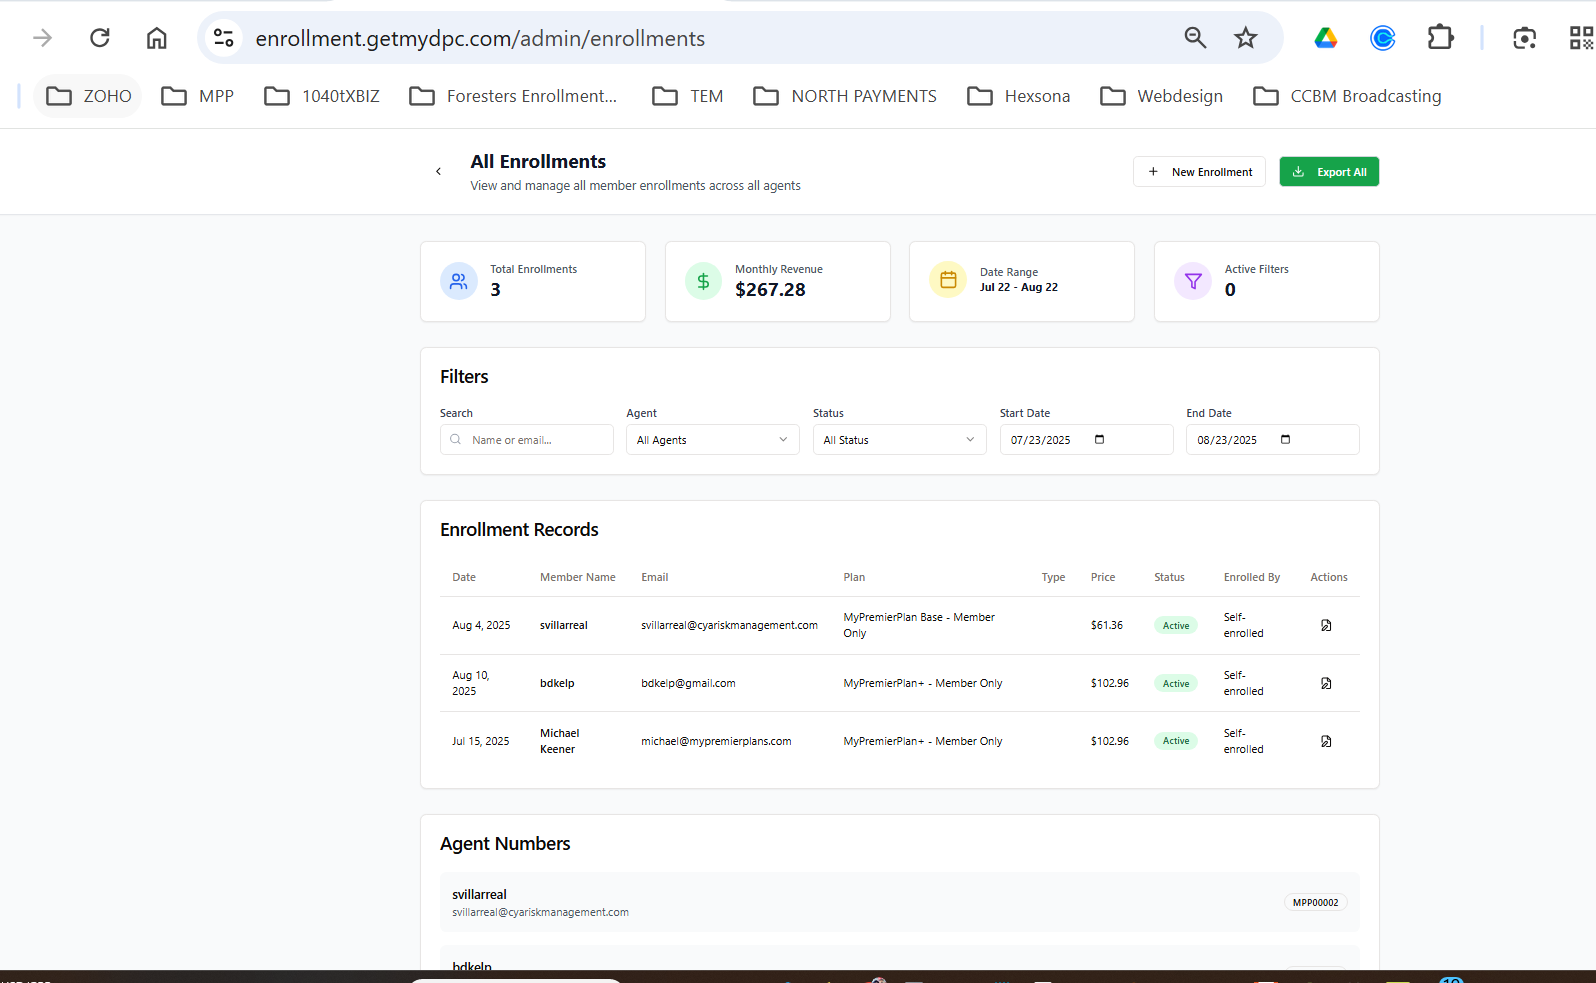 enrollment.getmydpc.com/admin/enrollments
ZOHO
MPP
1040tXBIZ
Foresters Enrollment...
TEM
NORTH PAYMENTS
Hexsona
Webdesign
CCBM Broadcasting
All Enrollments
View and manage all member enrollments across all agents
New Enrollment
Export All
Total Enrollments
3
Monthly Revenue
$267.28
Date Range
Jul 22 - Aug 22
Active Filters
0
Filters
Search
Agent
Status
Start Date
End Date
Name or email...
All Agents
All Status
07/23/2025
08/23/2025
Enrollment Records
Date Member Name Email Plan Type Price Status Enrolled By Actions
Aug 4, 2025 svillarreal svillarreal@cyariskmanagement.com MyPremierPlan Base - Member $61.36 Active Self-
Only enrolled
Aug 10, bdkelp bdkelp@gmail.com MyPremierPlan+ - Member Only $102.96 Active Self-
2025 enrolled
Jul 15, 2025 Michael michael@mypremierplans.com MyPremierPlan+ - Member Only $102.96 Active Self-
Keener enrolled
Agent Numbers
svillarreal
svillarreal@cyariskmanagement.com
MPP00002
bdkelp